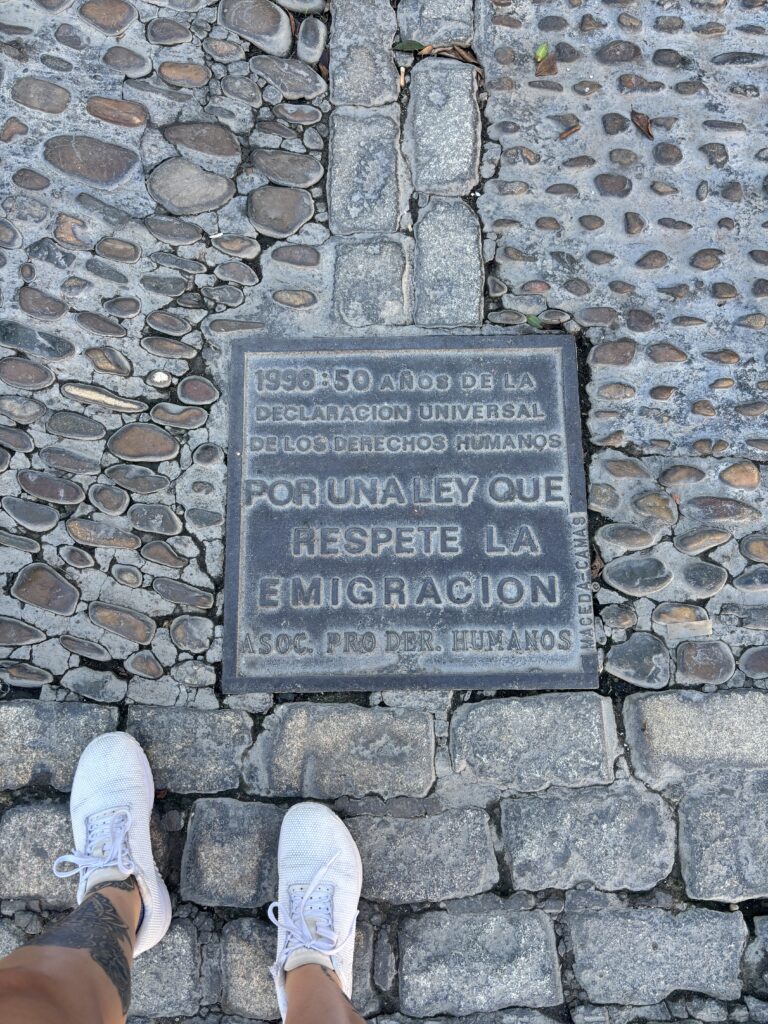 1998:50 AÑOS DE LA
DECLARACION UNIVERSAL
DE LOS DERECHOS HUMANOS
POR UNA LEY QUE
RESPETE LA
EMIGRACION
ASOC. PRO DER. HUMANOS
MACEDA-CAMAS